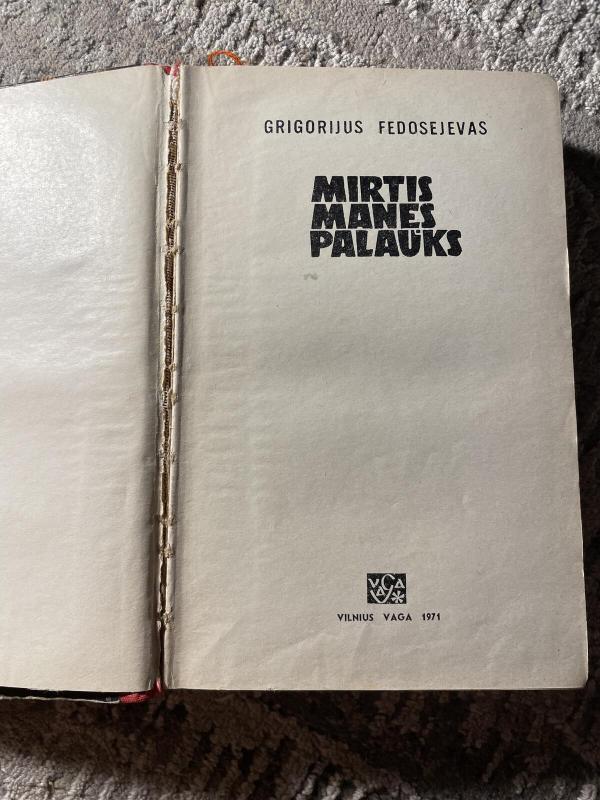 GRIGORIJUS FEDOSEJEVAS
MIRTIS
MANĘS
PALAUKS
VAGA
VILNIUS VAGA 1971